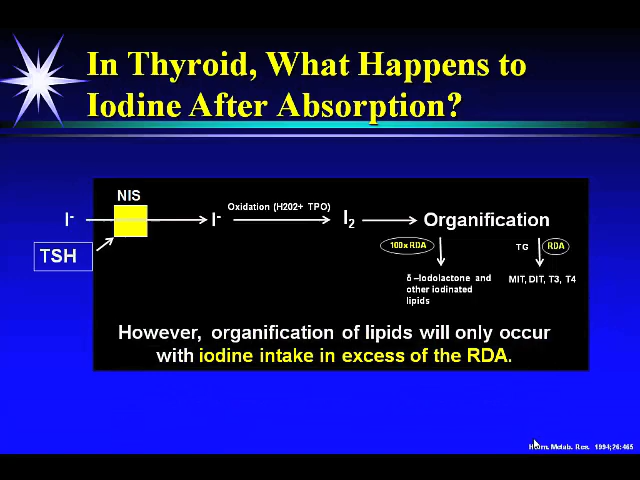 In Thyroid, What Happens to
Iodine After Absorption?
NIS
I- I- Oxidation (H202+ TPO) I2 Organification
TSH
100x RDA TG RDA
δ –Iodolactone and
other iodinated
lipids
MIT, DIT, T3, T4
However, organification of lipids will only occur
with iodine intake in excess of the RDA.
Horm. Metab. Res. 1994;26:465